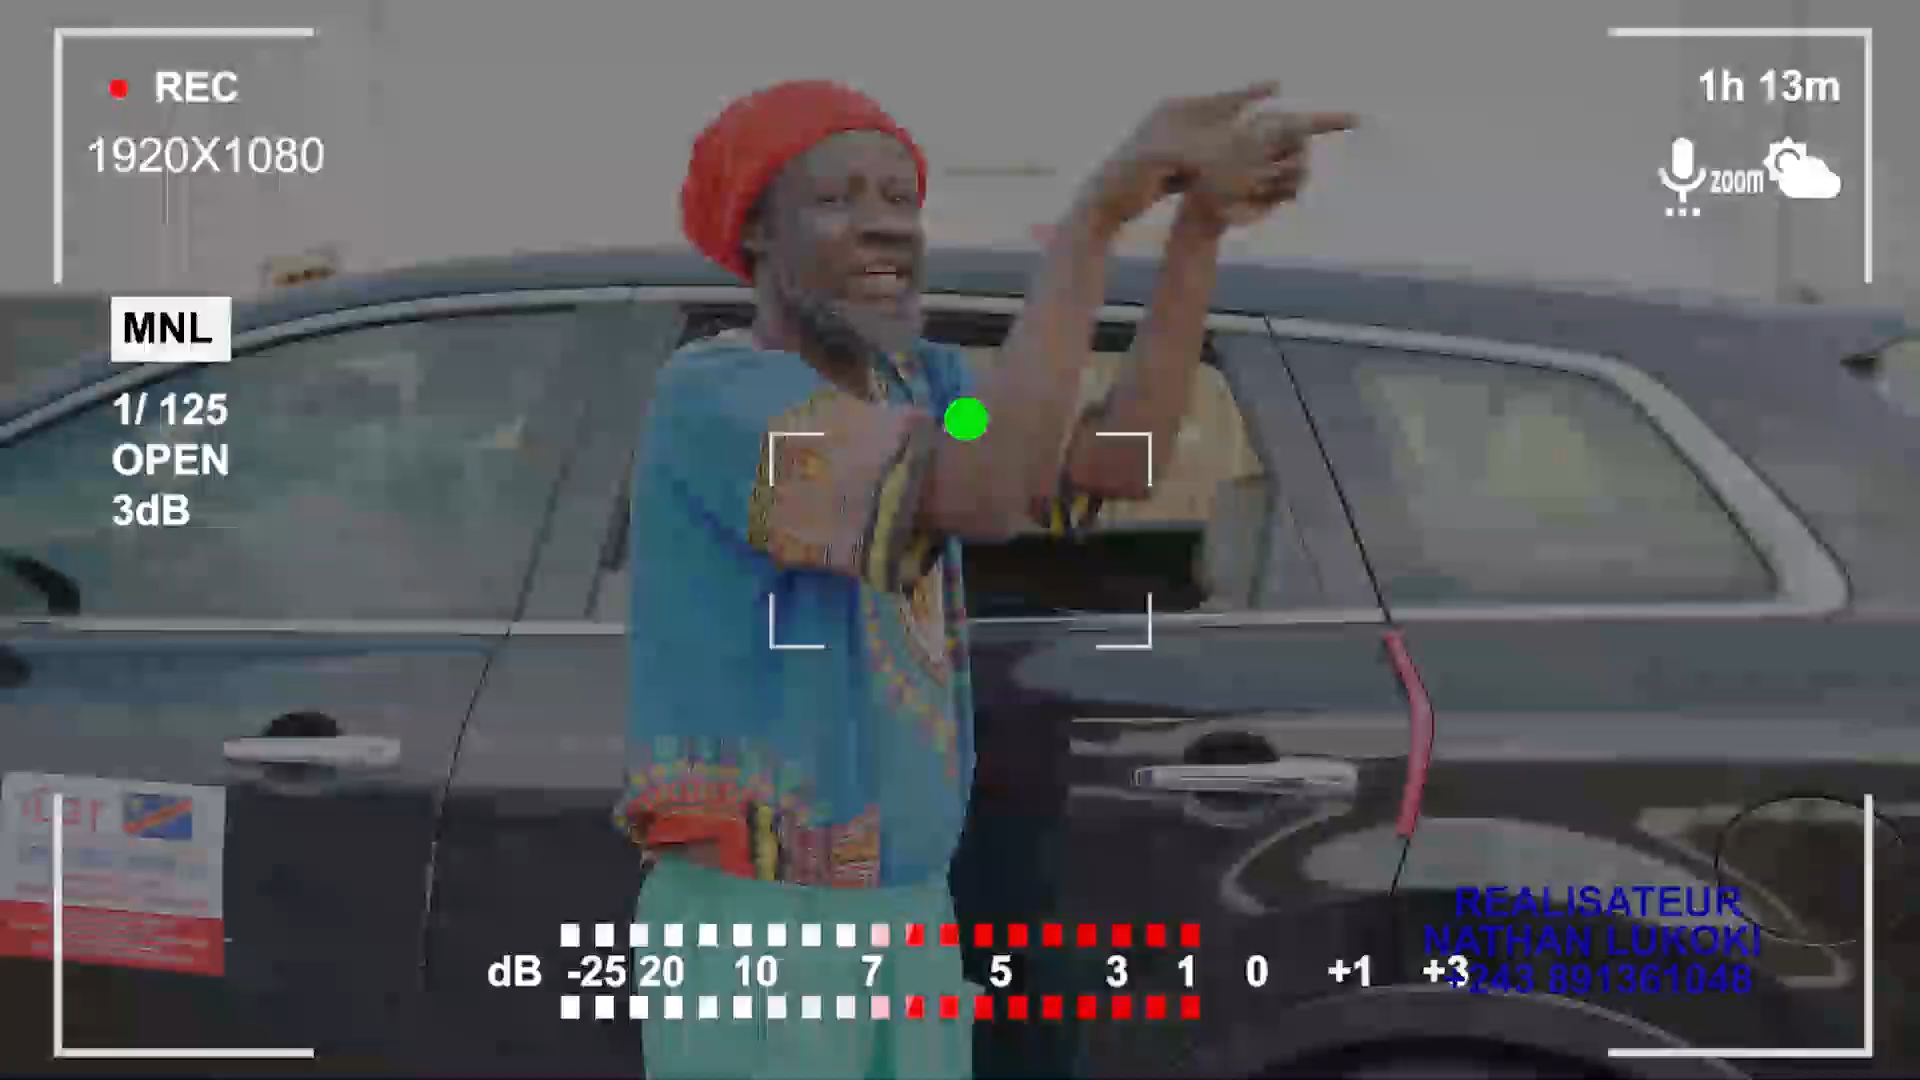 REC
1920X1080
1h 13m
zoom
MNL
1/ 125
OPEN
3dB
iCar
REALISATEUR
NATHAN LUKOKI
+243 891361048
dB -25 20 10 7 5 3 1 0 +1 +3